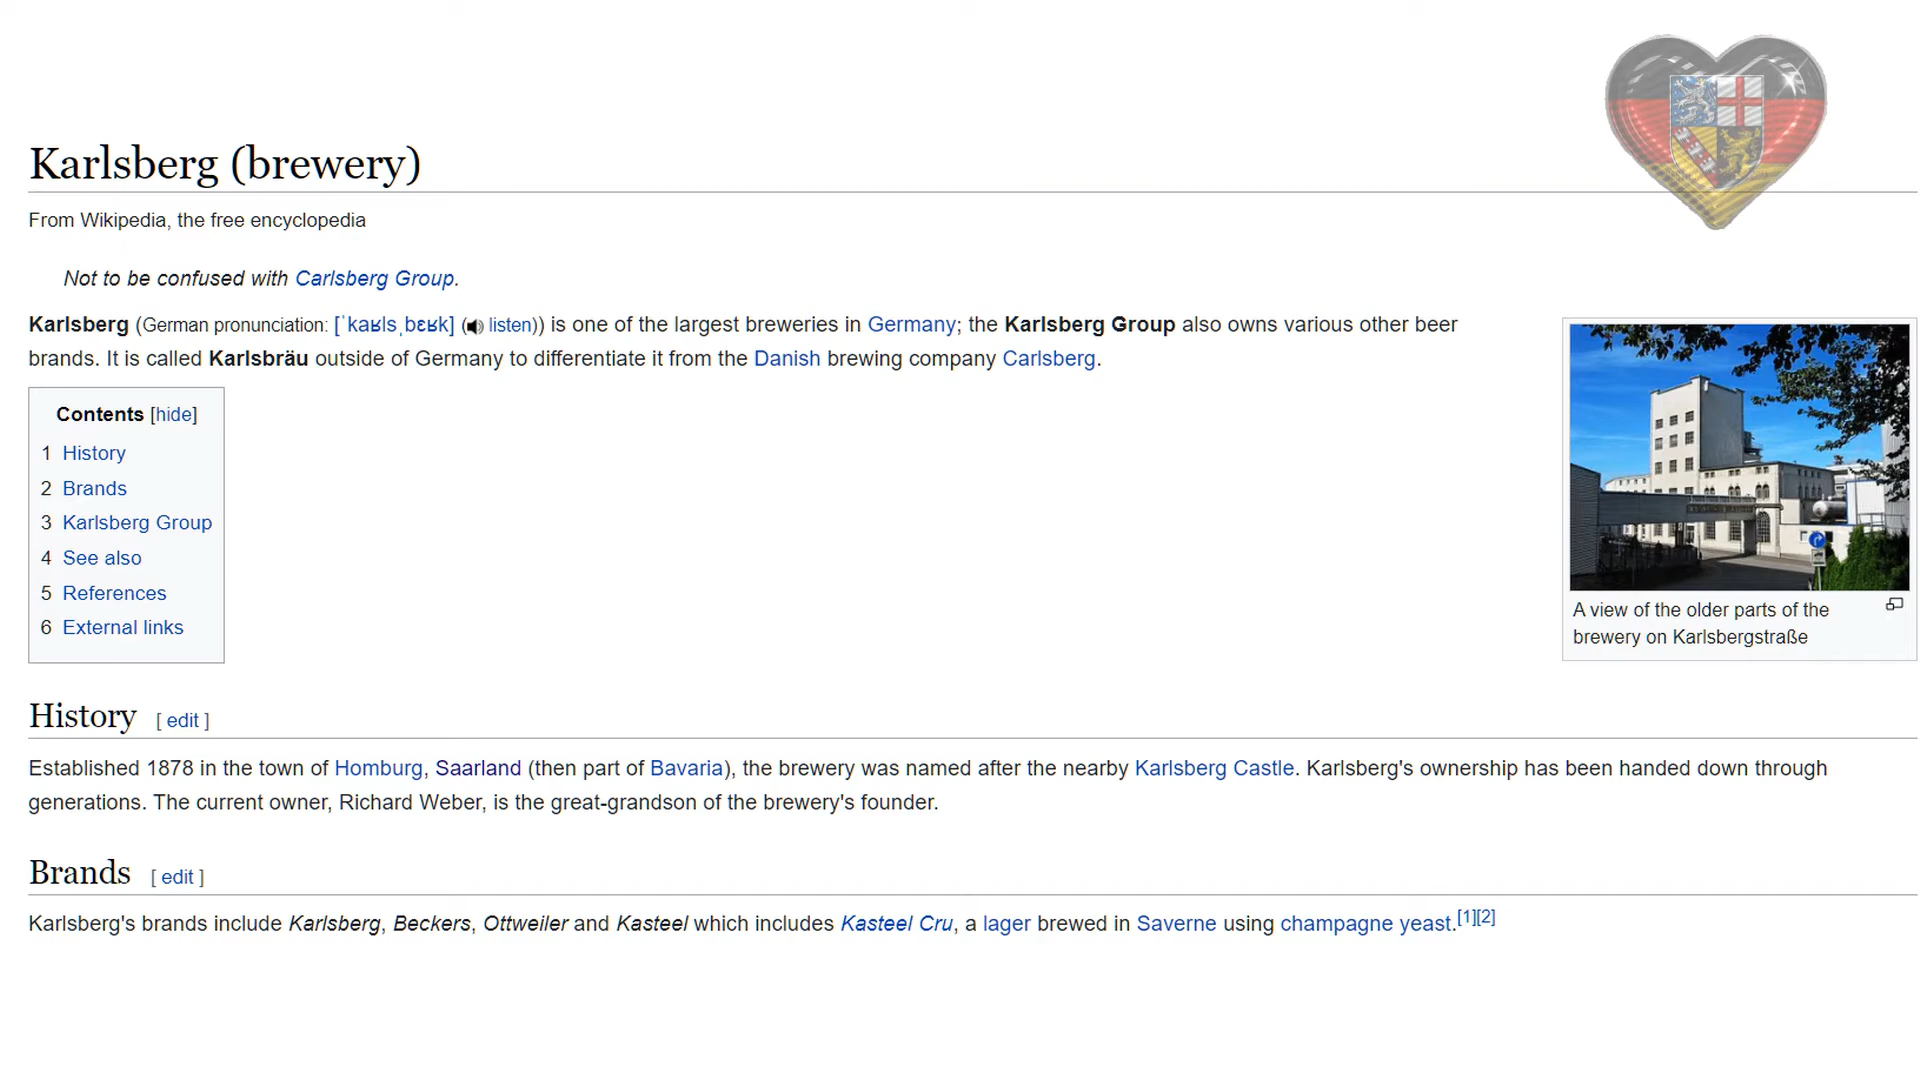 Karlsberg (brewery)
From Wikipedia, the free encyclopedia
Not to be confused with Carlsberg Group.
Karlsberg (German pronunciation: [ˈkaʁlsˌbɛʁk] (listen)) is one of the largest breweries in Germany; the Karlsberg Group also owns various other beer
brands. It is called Karlsbräu outside of Germany to differentiate it from the Danish brewing company Carlsberg.
Contents [hide]
1 History
2 Brands
3 Karlsberg Group
4 See also
5 References
6 External links
A view of the older parts of the
brewery on Karlsbergstraße
History [ edit ]
Established 1878 in the town of Homburg, Saarland (then part of Bavaria), the brewery was named after the nearby Karlsberg Castle. Karlsberg's ownership has been handed down through
generations. The current owner, Richard Weber, is the great-grandson of the brewery's founder.
Brands [ edit ]
Karlsberg's brands include Karlsberg, Beckers, Ottweiler and Kasteel which includes Kasteel Cru, a lager brewed in Saverne using champagne yeast.[1][2]